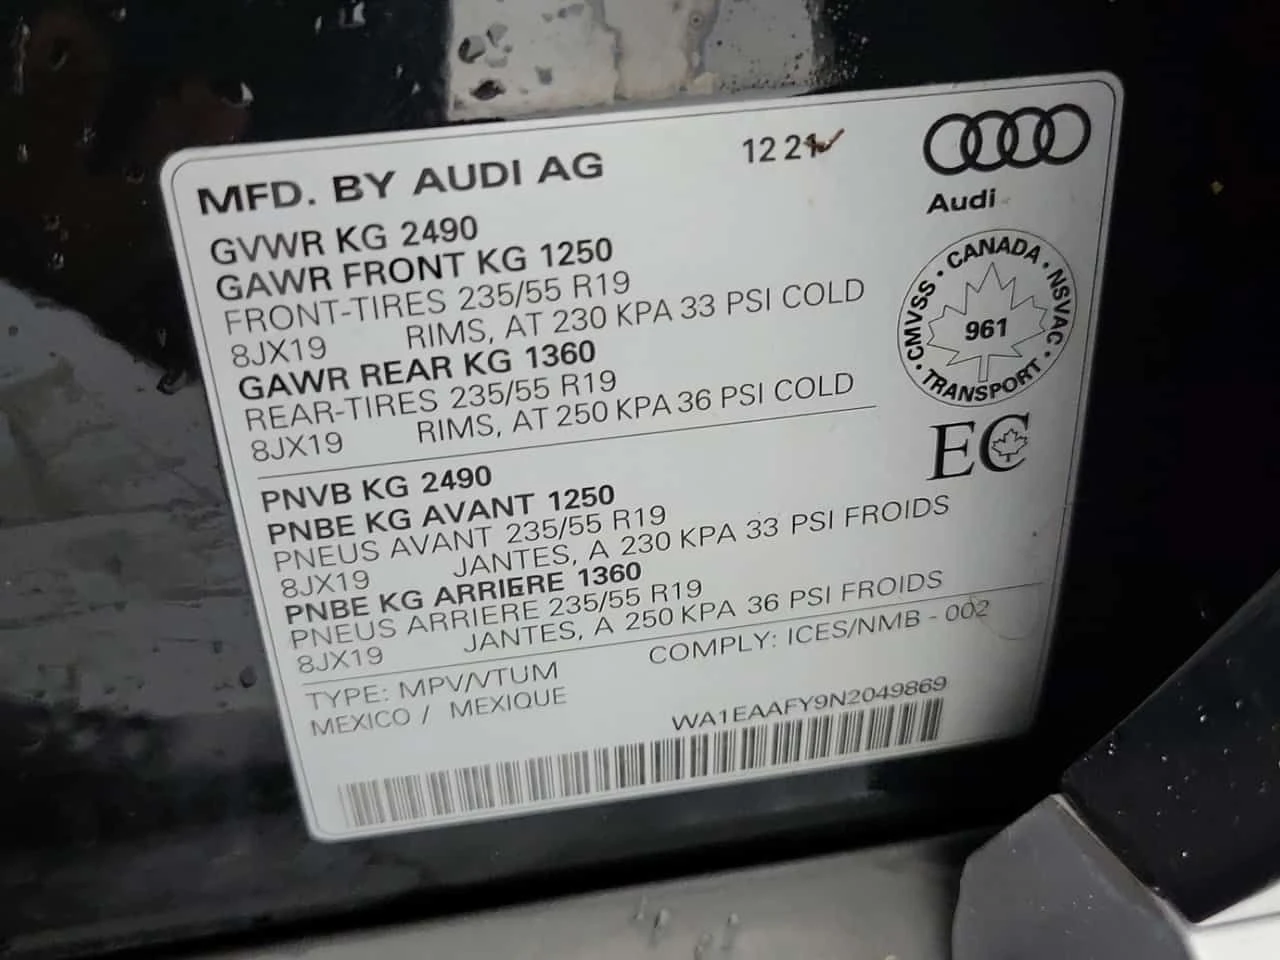 MFD. BY AUDI AG
12 21
Audi
GVWR KG 2490
GAWR FRONT KG 1250
FRONT-TIRES 235/55 R19
8JX19 RIMS, AT 230 KPA 33 PSI COLD
GAWR REAR KG 1360
REAR-TIRES 235/55 R19
8JX19 RIMS, AT 250 KPA 36 PSI COLD
CANADA · NSVAC · TRANSPORT · CMVSS ·
961
EC
PNVB KG 2490
PNBE KG AVANT 1250
PNEUS AVANT 235/55 R19
8JX19 JANTES, A 230 KPA 33 PSI FROIDS
PNBE KG ARRIERE 1360
PNEUS ARRIERE 235/55 R19
8JX19 JANTES, A 250 KPA 36 PSI FROIDS
TYPE: MPV/VTUM COMPLY: ICES/NMB - 002
MEXICO / MEXIQUE
WA1EAAFY9N2049869